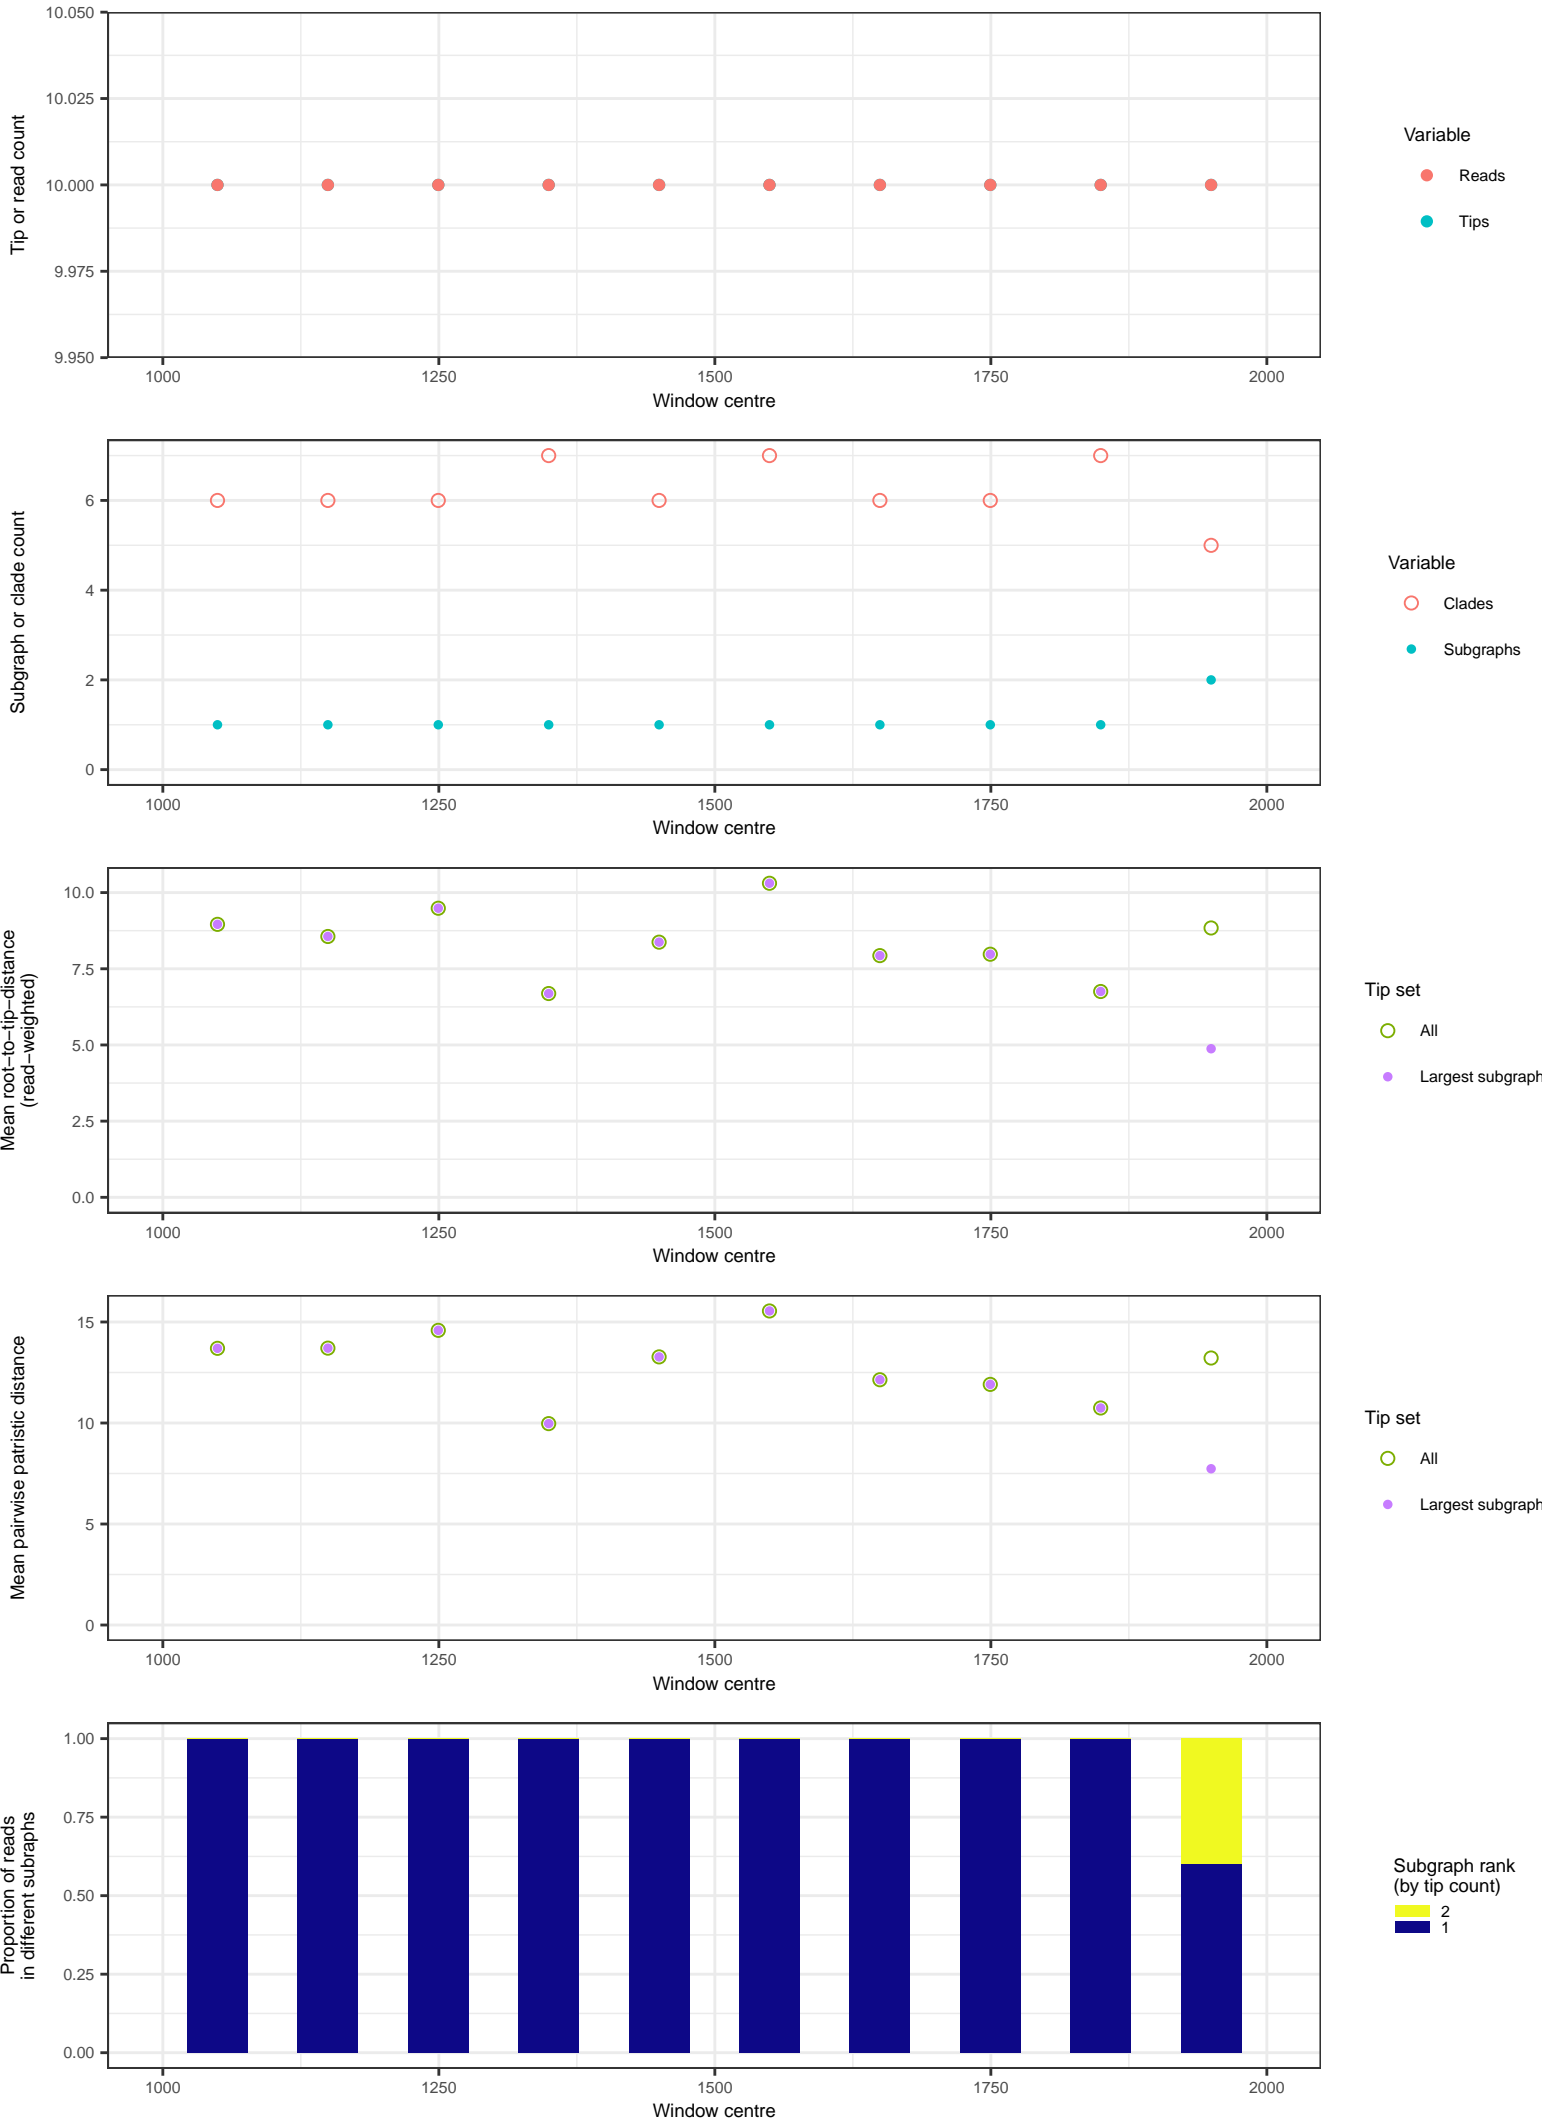 10.050
10.025
10.000
9.975
9.950
Tip or read count
1000 1250 1500 1750 2000
Window centre
Variable
Reads
Tips
6
4
2
0
Subgraph or clade count
1000 1250 1500 1750 2000
Window centre
Variable
Clades
Subgraphs
10.0
7.5
5.0
2.5
0.0
Mean root−to−tip−distance
(read−weighted)
1000 1250 1500 1750 2000
Window centre
Tip set
All
Largest subgraph
15
10
5
0
Mean pairwise patristic distance
1000 1250 1500 1750 2000
Window centre
Tip set
All
Largest subgraph
1.00
0.75
0.50
0.25
0.00
Proportion of reads
in different subraphs
1000 1250 1500 1750 2000
Window centre
Subgraph rank
(by tip count)
2
1